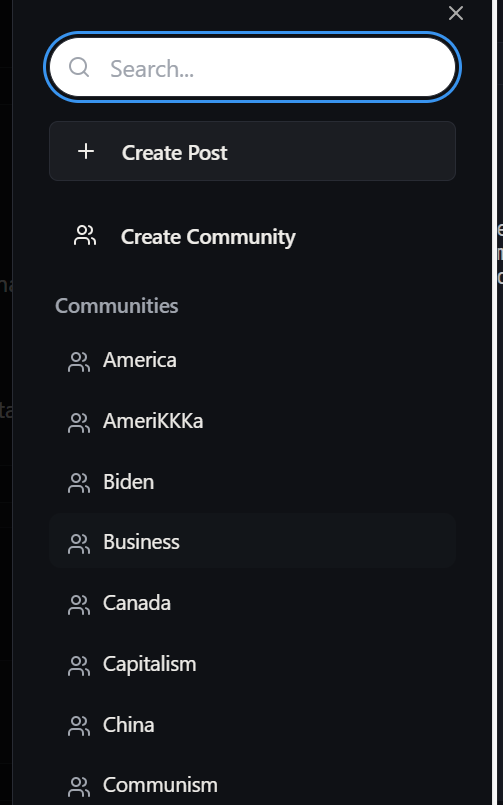 Search...
Create Post
Create Community
Communities
America
AmeriKKKa
Biden
Business
Canada
Capitalism
China
Communism